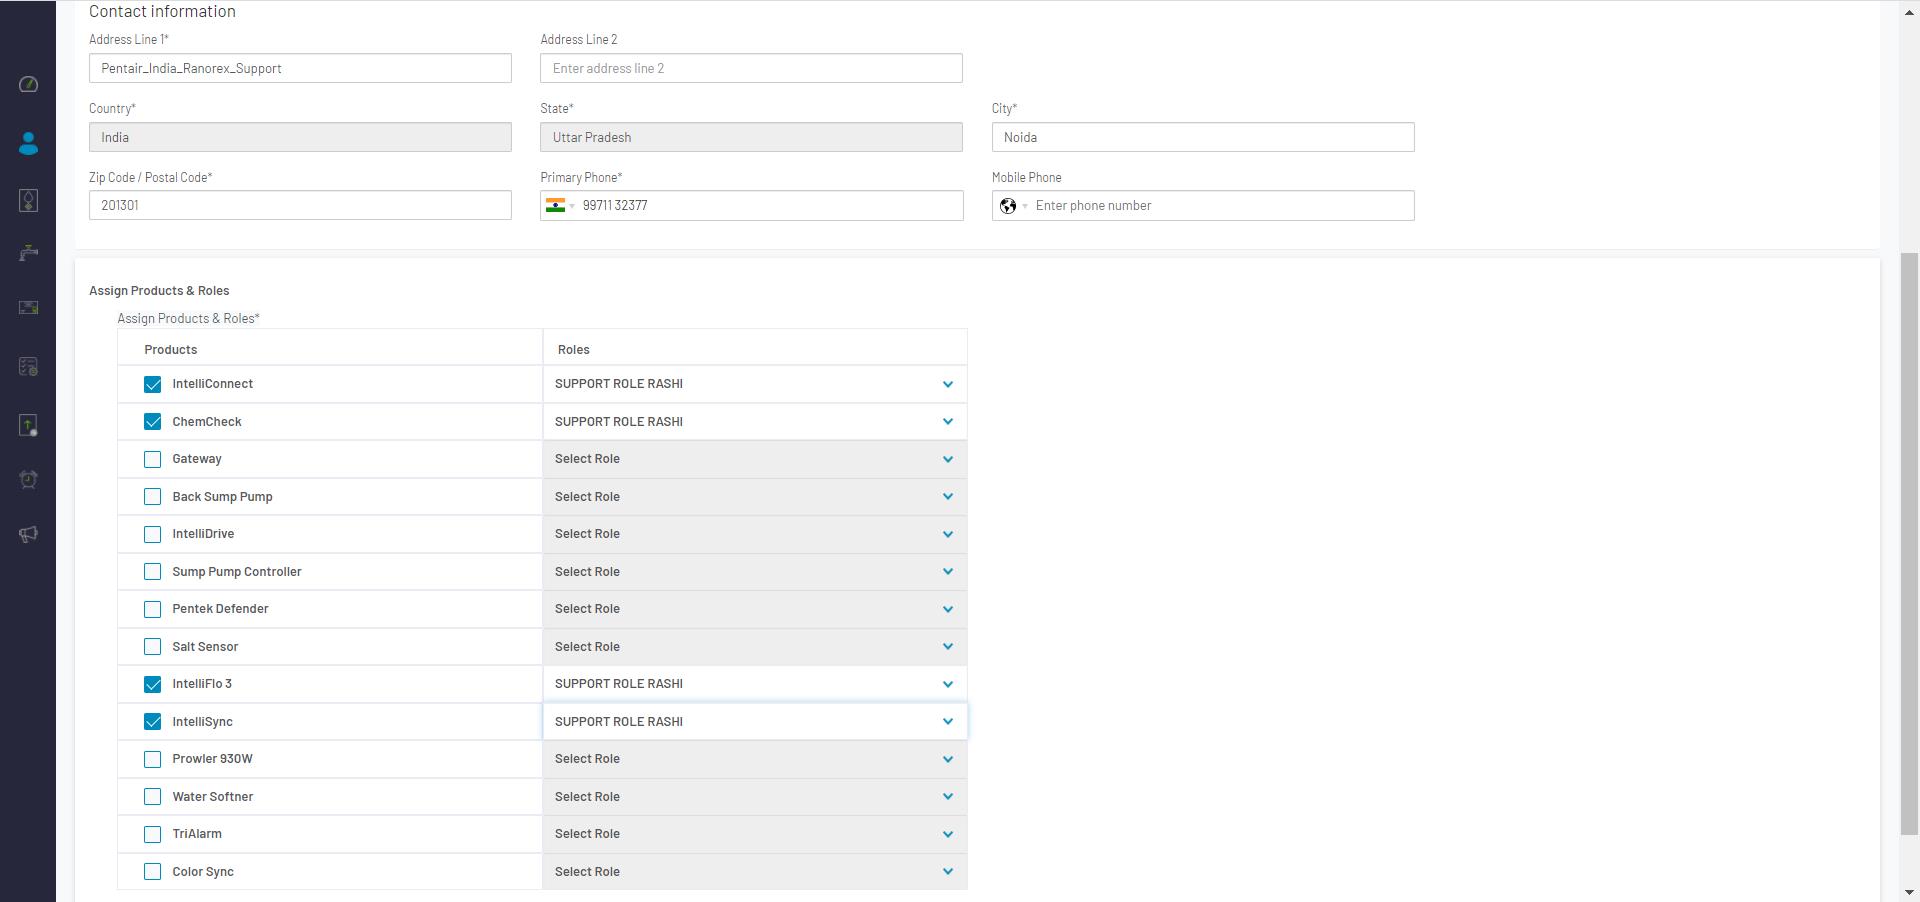 Contact information
Address Line 1* Address Line 2
Pentair_India_Ranorex_Support Enter address line 2
Country* State* City*
India Uttar Pradesh Noida
Zip Code / Postal Code* Primary Phone* Mobile Phone
201301 99711 32377 Enter phone number
Assign Products & Roles
Assign Products & Roles*
Products Roles
IntelliConnect SUPPORT ROLE RASHI
ChemCheck SUPPORT ROLE RASHI
Gateway Select Role
Back Sump Pump Select Role
IntelliDrive Select Role
Sump Pump Controller Select Role
Pentek Defender Select Role
Salt Sensor Select Role
IntelliFlo 3 SUPPORT ROLE RASHI
IntelliSync SUPPORT ROLE RASHI
Prowler 930W Select Role
Water Softner Select Role
TriAlarm Select Role
Color Sync Select Role